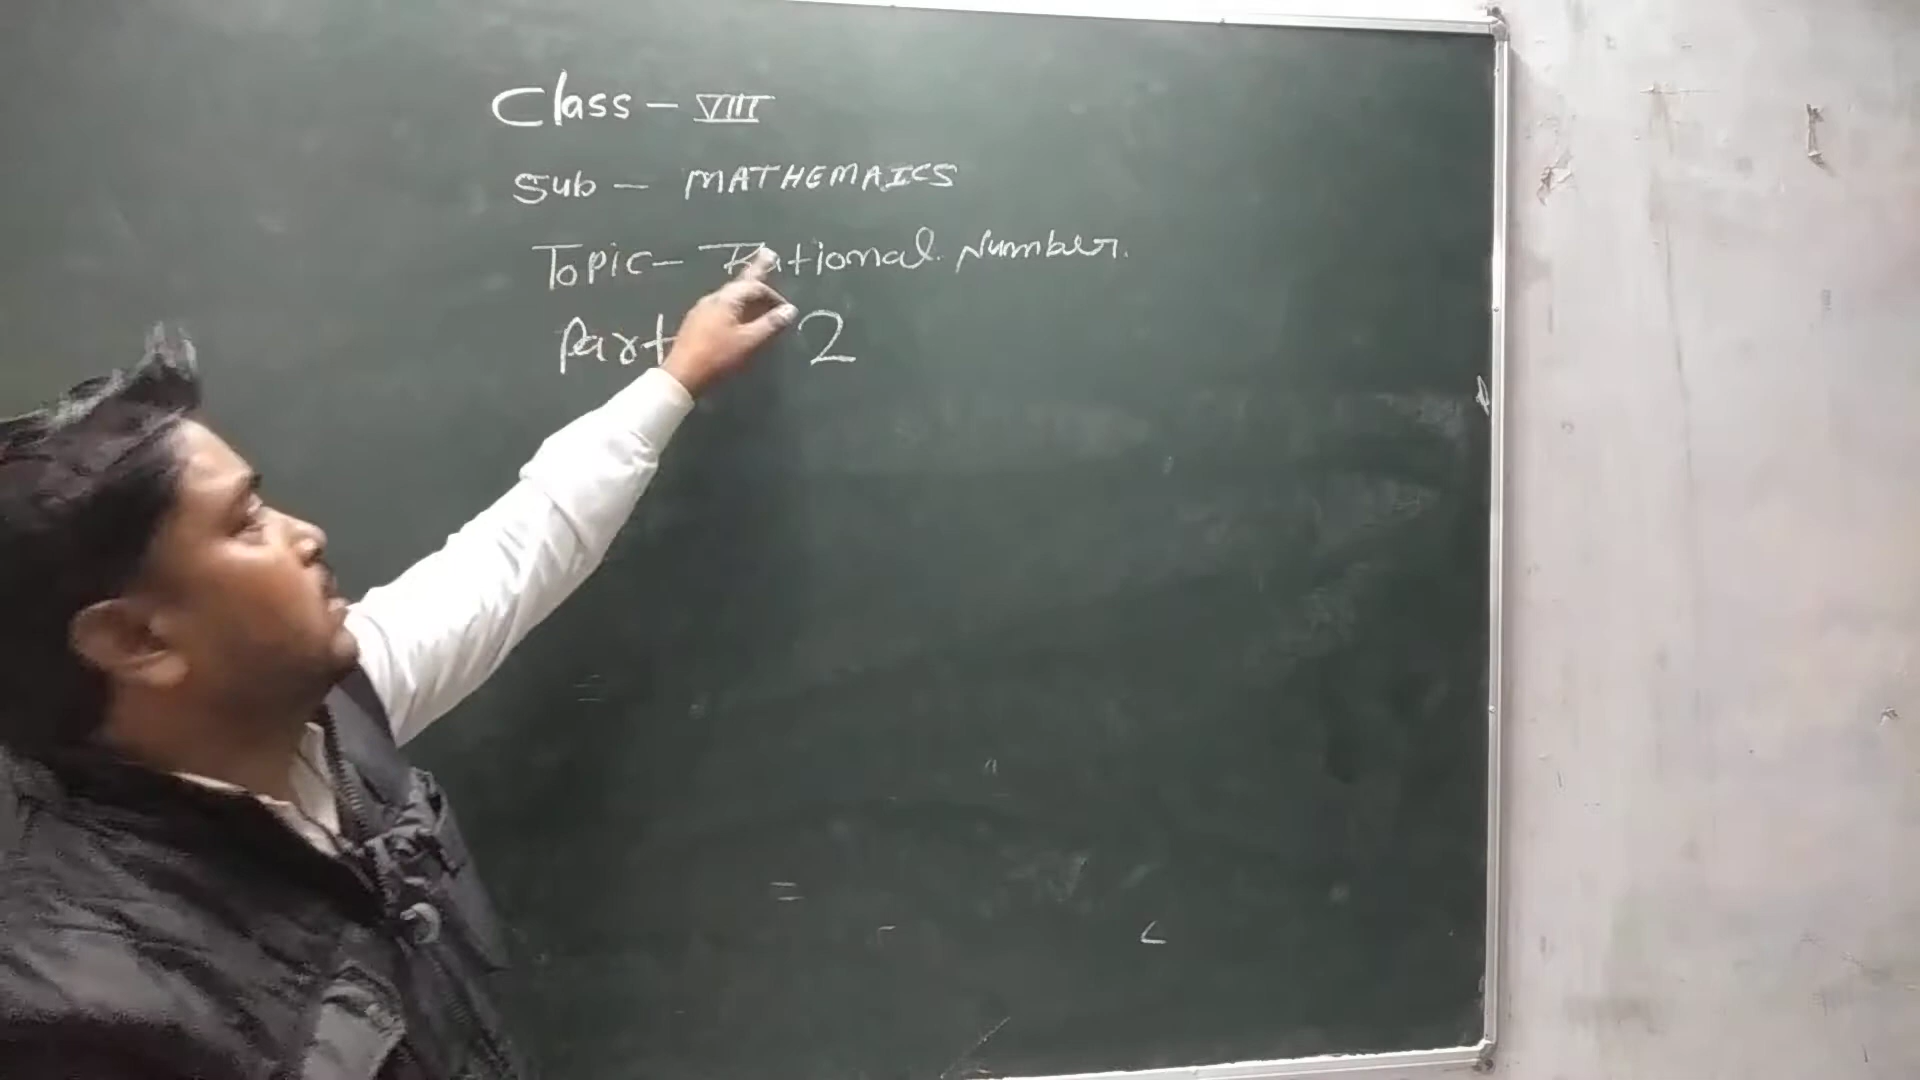 Class - VIII
Sub - MATHEMAICS
Topic - Rational Number.
Part 2